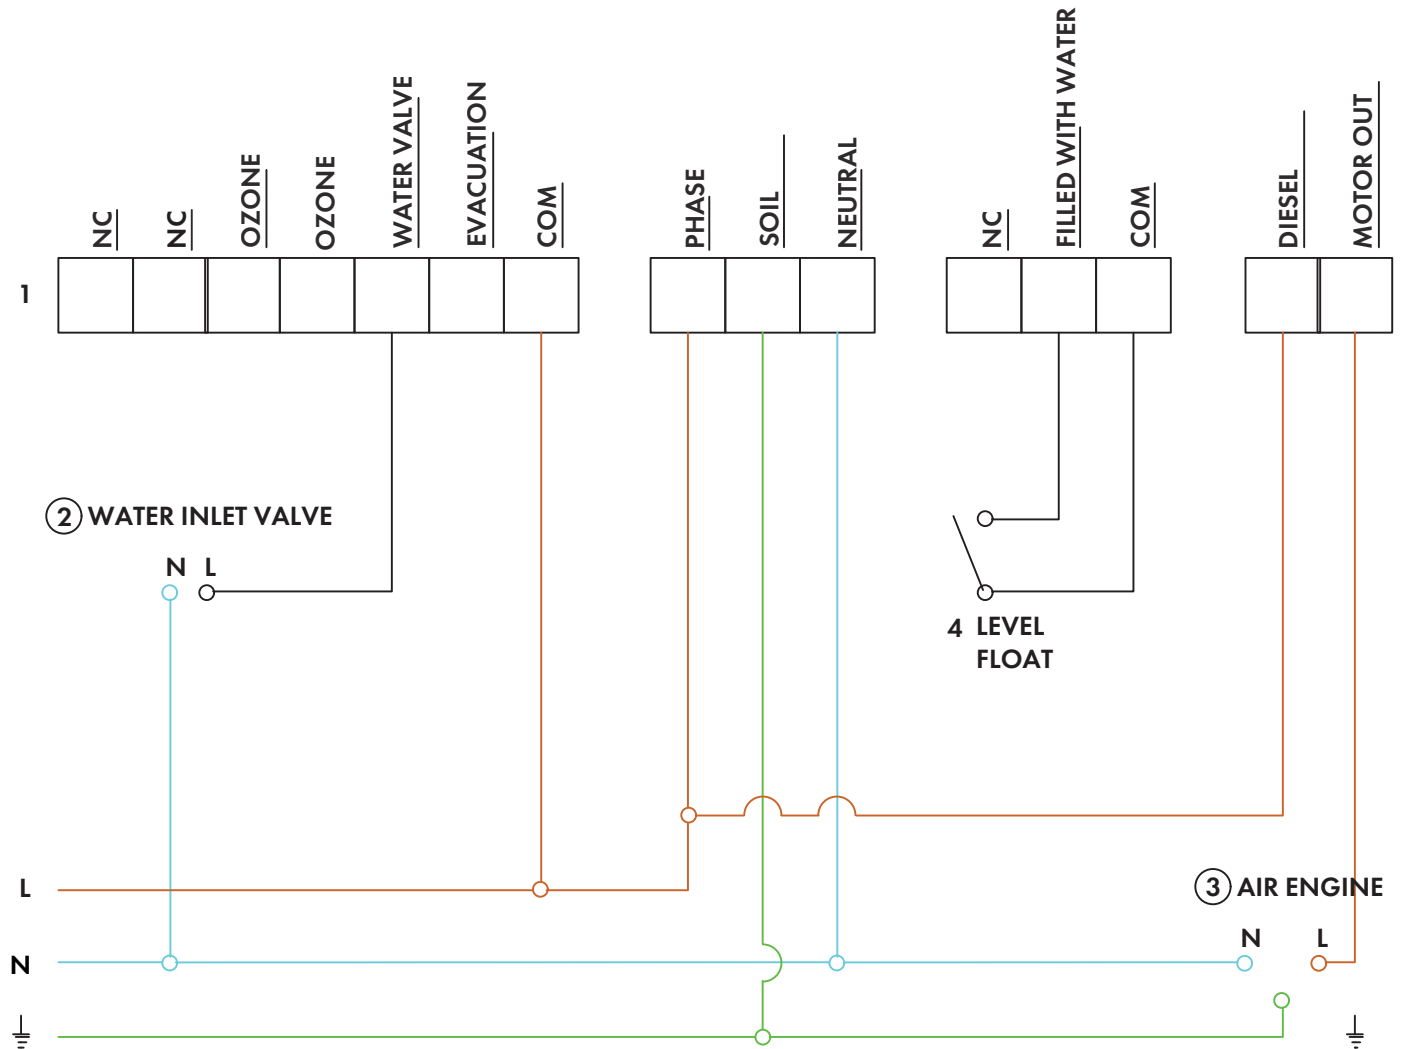 NC
NC
OZONE
OZONE
WATER VALVE
EVACUATION
COM
PHASE
SOIL
NEUTRAL
NC
FILLED WITH WATER
COM
DIESEL
MOTOR OUT
1
2 WATER INLET VALVE
N L
4 LEVEL
FLOAT
L
3 AIR ENGINE
N L
N